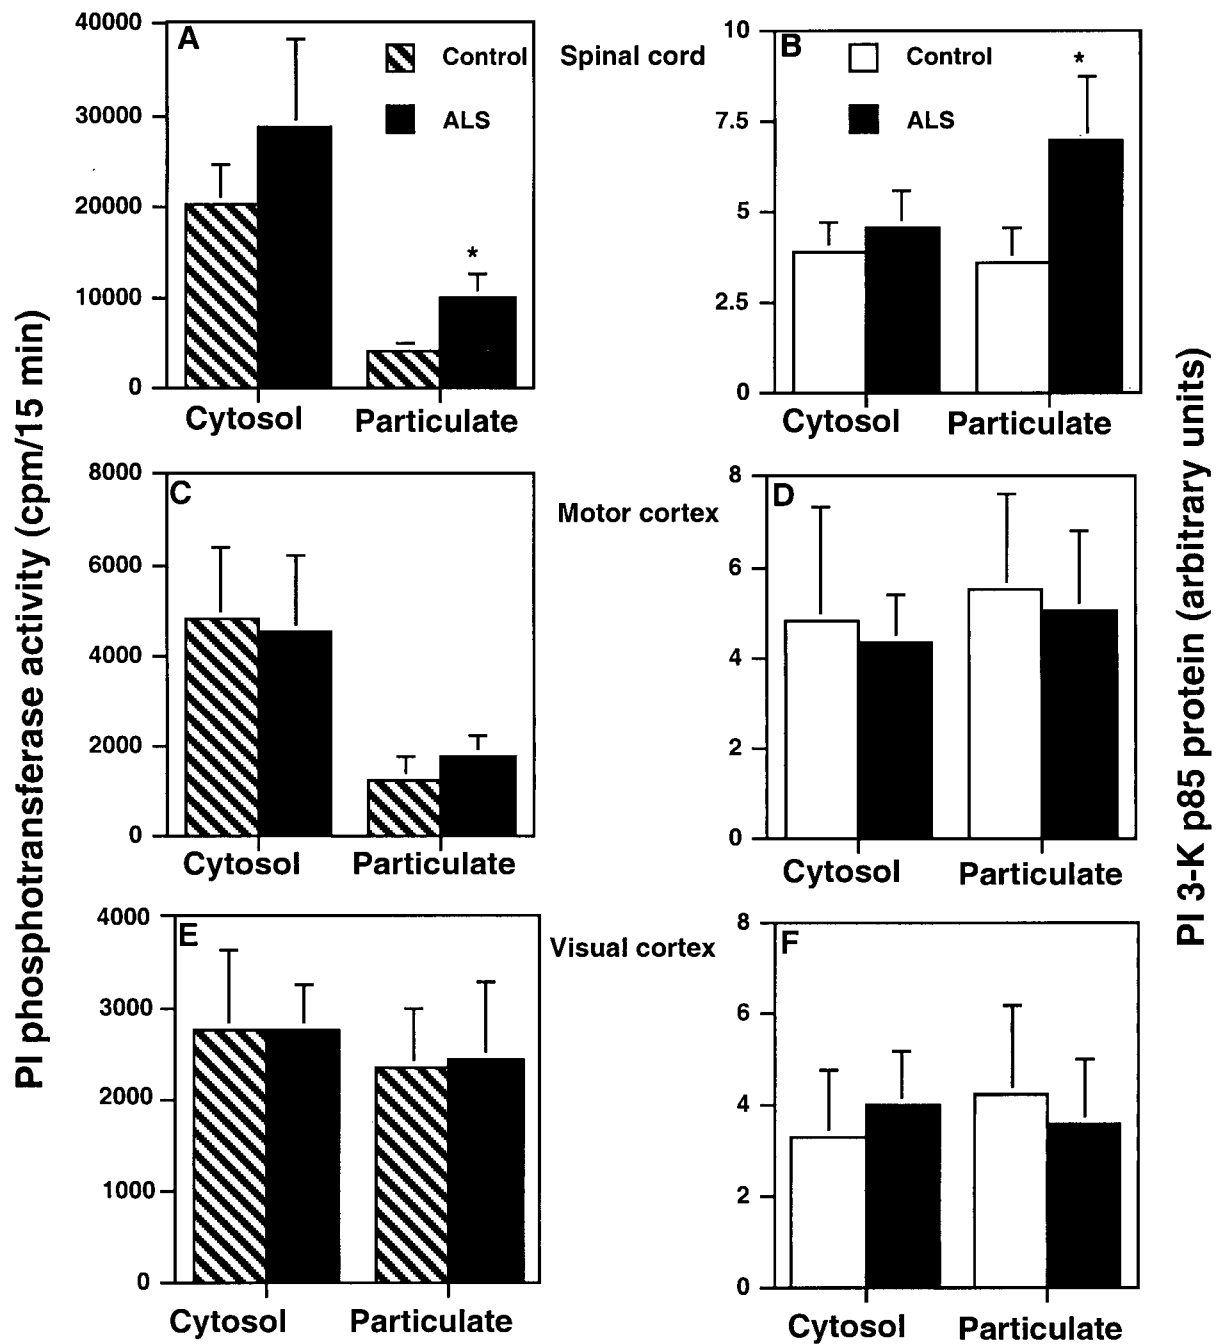 PI phosphotransferase activity (cpm/15 min)
PI 3-K p85 protein (arbitrary units)
A
Control
ALS
40000
30000
20000
10000
0
Cytosol
Particulate
*
Spinal cord
B
Control
ALS
10
7.5
5
2.5
0
Cytosol
Particulate
*
C
8000
6000
4000
2000
0
Cytosol
Particulate
Motor cortex
D
8
6
4
2
0
Cytosol
Particulate
E
4000
3000
2000
1000
0
Cytosol
Particulate
Visual cortex
F
8
6
4
2
0
Cytosol
Particulate